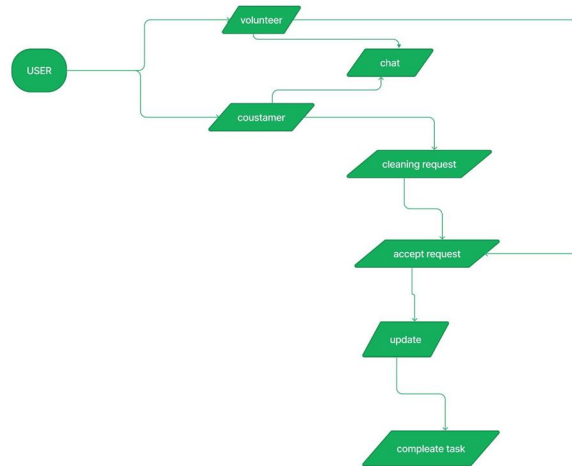 volunteer
USER
chat
coustamer
cleaning request
accept request
update
compleate task